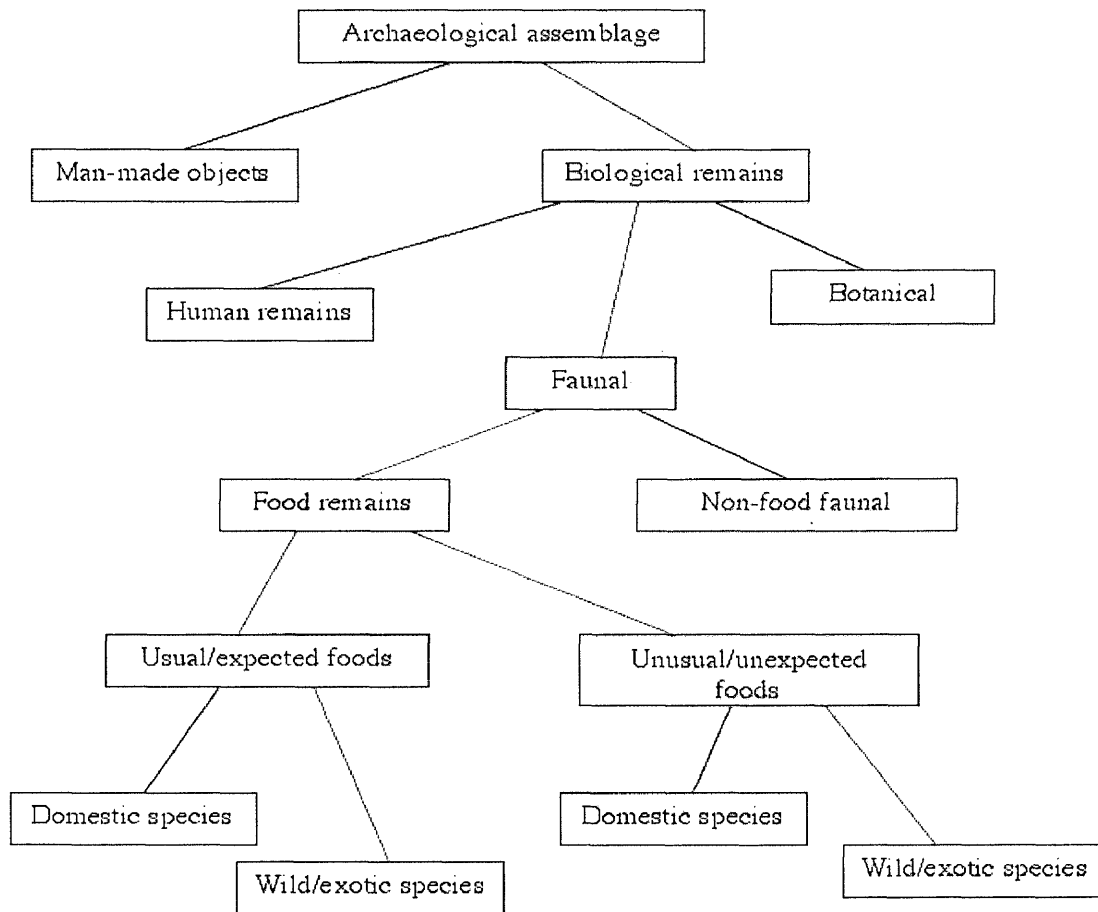 Archaeological assemblage
Man-made objects
Biological remains
Human remains
Botanical
Faunal
Food remains
Non-food faunal
Usual/expected foods
Unusual/unexpected
foods
Domestic species
Domestic species
Wild/exotic species
Wild/exotic species